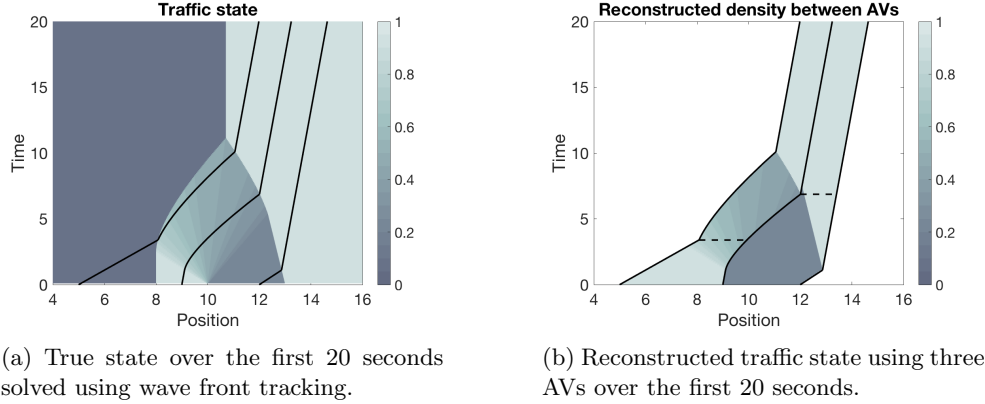 Traffic state
Reconstructed density between AVs
20
15
10
5
0
Time
4 6 8 10 12 14 16
Position
1
0.8
0.6
0.4
0.2
0
20
15
10
5
0
Time
4 6 8 10 12 14 16
Position
1
0.8
0.6
0.4
0.2
0
(a) True state over the first 20 seconds
solved using wave front tracking.
(b) Reconstructed traffic state using three
AVs over the first 20 seconds.